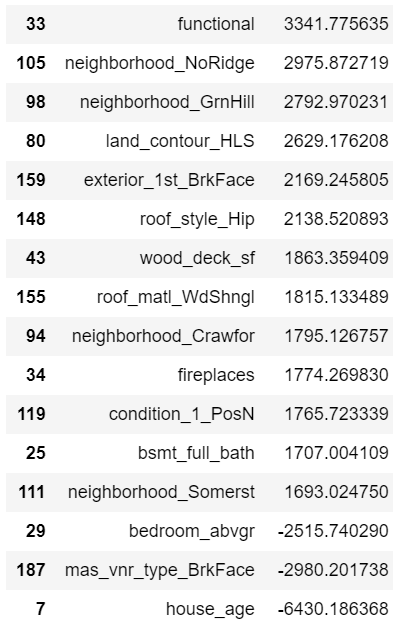 33 functional 3341.775635
105 neighborhood_NoRidge 2975.872719
98 neighborhood_GrnHill 2792.970231
80 land_contour_HLS 2629.176208
159 exterior_1st_BrkFace 2169.245805
148 roof_style_Hip 2138.520893
43 wood_deck_sf 1863.359409
155 roof_matl_WdShngl 1815.133489
94 neighborhood_Crawfor 1795.126757
34 fireplaces 1774.269830
119 condition_1_PosN 1765.723339
25 bsmt_full_bath 1707.004109
111 neighborhood_Somerst 1693.024750
29 bedroom_abvgr -2515.740290
187 mas_vnr_type_BrkFace -2980.201738
7 house_age -6430.186368